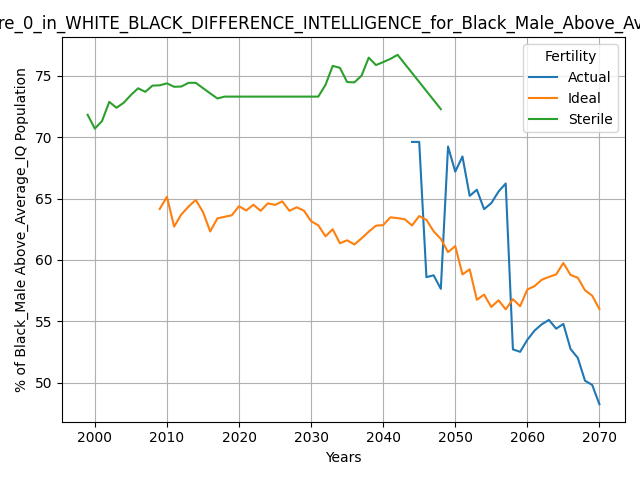 re_0_in_WHITE_BLACK_DIFFERENCE_INTELLIGENCE_for_Black_Male_Above_Av
% of Black_Male Above_Average_IQ Population
Fertility
Actual
Ideal
Sterile
75
70
65
60
55
50
2000
2010
2020
2030
2040
2050
2060
2070
Years